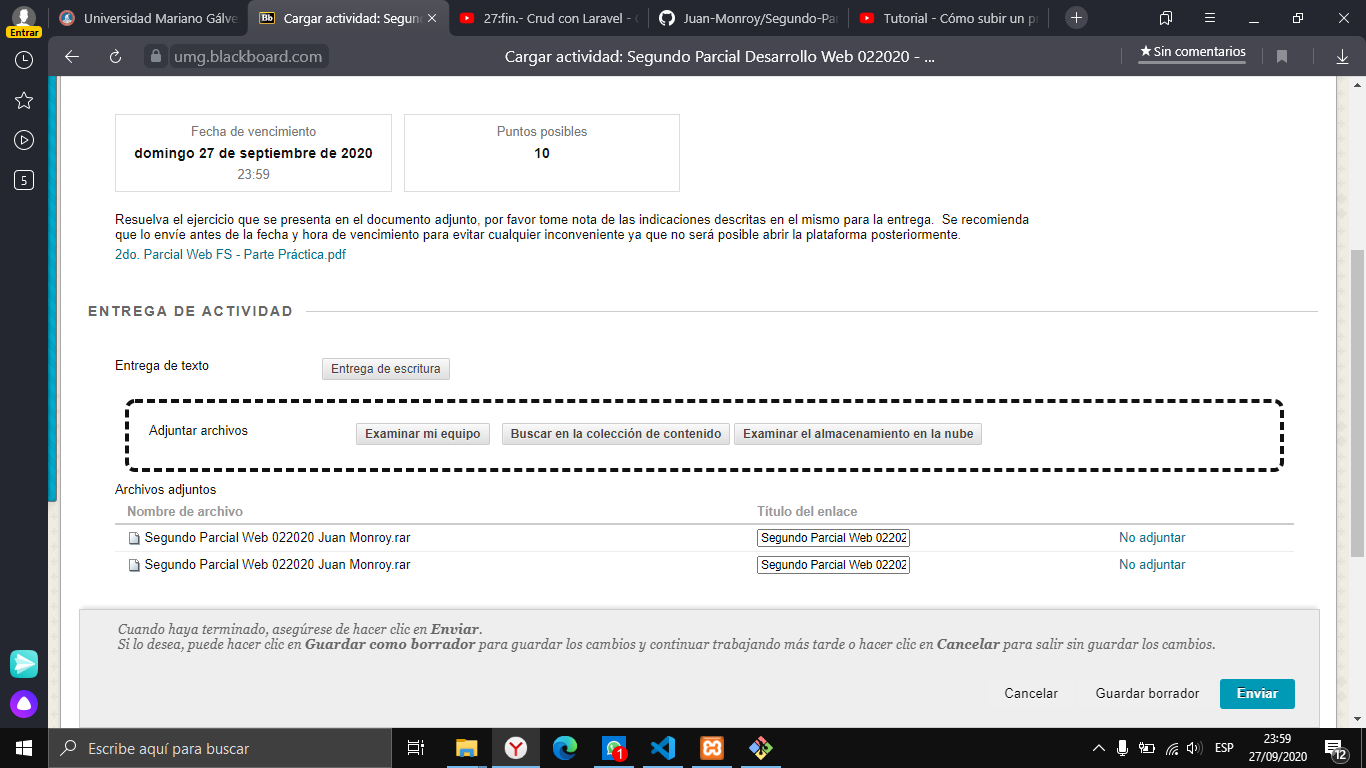 Entrar
Universidad Mariano Gálve
Bb Cargar actividad: Segund
27:fin.- Crud con Laravel -
Juan-Monroy/Segundo-Par
Tutorial - Cómo subir un pr
umg.blackboard.com
Cargar actividad: Segundo Parcial Desarrollo Web 022020 - ...
★Sin comentarios
5
Fecha de vencimiento
domingo 27 de septiembre de 2020
23:59
Puntos posibles
10
Resuelva el ejercicio que se presenta en el documento adjunto, por favor tome nota de las indicaciones descritas en el mismo para la entrega. Se recomienda
que lo envíe antes de la fecha y hora de vencimiento para evitar cualquier inconveniente ya que no será posible abrir la plataforma posteriormente.
2do. Parcial Web FS - Parte Práctica.pdf
ENTREGA DE ACTIVIDAD
Entrega de texto
Entrega de escritura
Adjuntar archivos
Examinar mi equipo
Buscar en la colección de contenido
Examinar el almacenamiento en la nube
Archivos adjuntos
Nombre de archivo
Título del enlace
Segundo Parcial Web 022020 Juan Monroy.rar
Segundo Parcial Web 02202
No adjuntar
Segundo Parcial Web 022020 Juan Monroy.rar
Segundo Parcial Web 02202
No adjuntar
Cuando haya terminado, asegúrese de hacer clic en Enviar.
Si lo desea, puede hacer clic en Guardar como borrador para guardar los cambios y continuar trabajando más tarde o hacer clic en Cancelar para salir sin guardar los cambios.
Cancelar
Guardar borrador
Enviar
Escribe aquí para buscar
1
ESP
23:59
27/09/2020
12